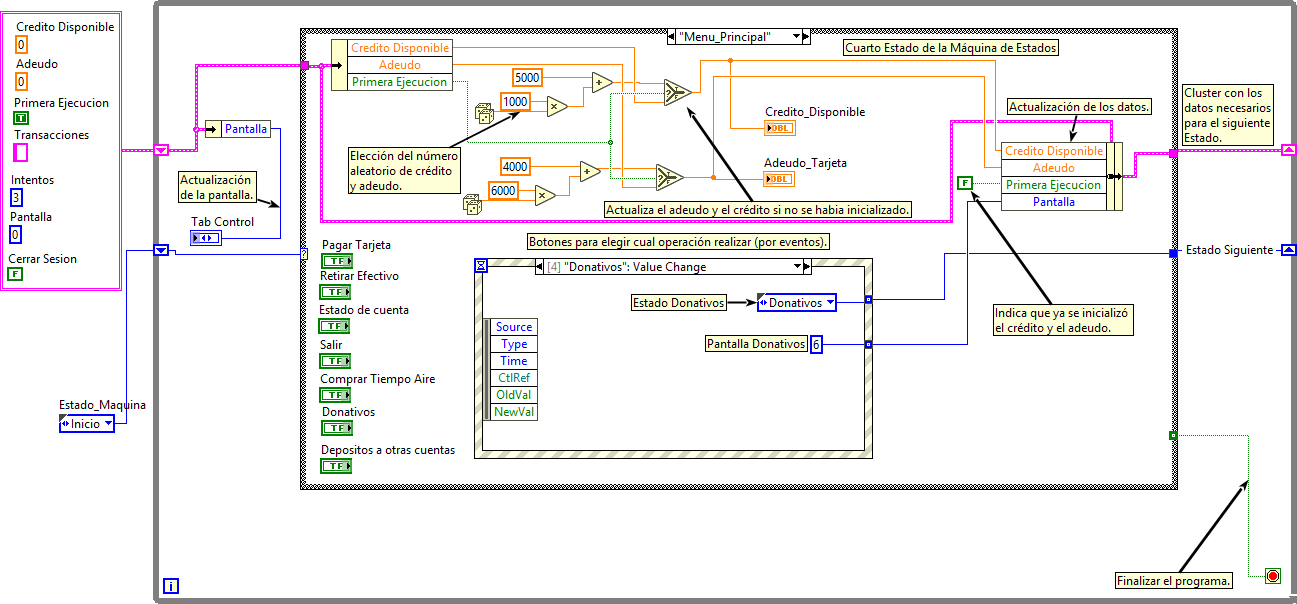 Credito Disponible
0
Adeudo
0
Primera Ejecucion
T
Transacciones
Intentos
3
Pantalla
0
Cerrar Sesion
F
Estado_Maquina
Inicio
Pantalla
Actualización
de la pantalla.
Tab Control
"Menu_Principal"
Cuarto Estado de la Máquina de Estados
Credito Disponible
Adeudo
Primera Ejecucion
5000
1000
+
×
?
T
F
Elección del número
aleatorio de crédito
y adeudo.
4000
6000
+
×
?
T
F
Credito_Disponible
DBL
Adeudo_Tarjeta
DBL
Actualiza el adeudo y el crédito si no se habia inicializado.
Actualización de los datos.
Credito Disponible
Adeudo
Primera Ejecucion
Pantalla
F
Cluster con los
datos necesarios
para el siguiente
Estado.
?
Pagar Tarjeta
TF
Retirar Efectivo
TF
Estado de cuenta
TF
Salir
TF
Comprar Tiempo Aire
TF
Donativos
TF
Depositos a otras cuentas
TF
Botones para elegir cual operación realizar (por eventos).
[4] "Donativos": Value Change
Source
Type
Time
CtlRef
OldVal
NewVal
Estado Donativos
Donativos
Pantalla Donativos
6
Estado Siguiente
Indica que ya se inicializó
el crédito y el adeudo.
Finalizar el programa.
i